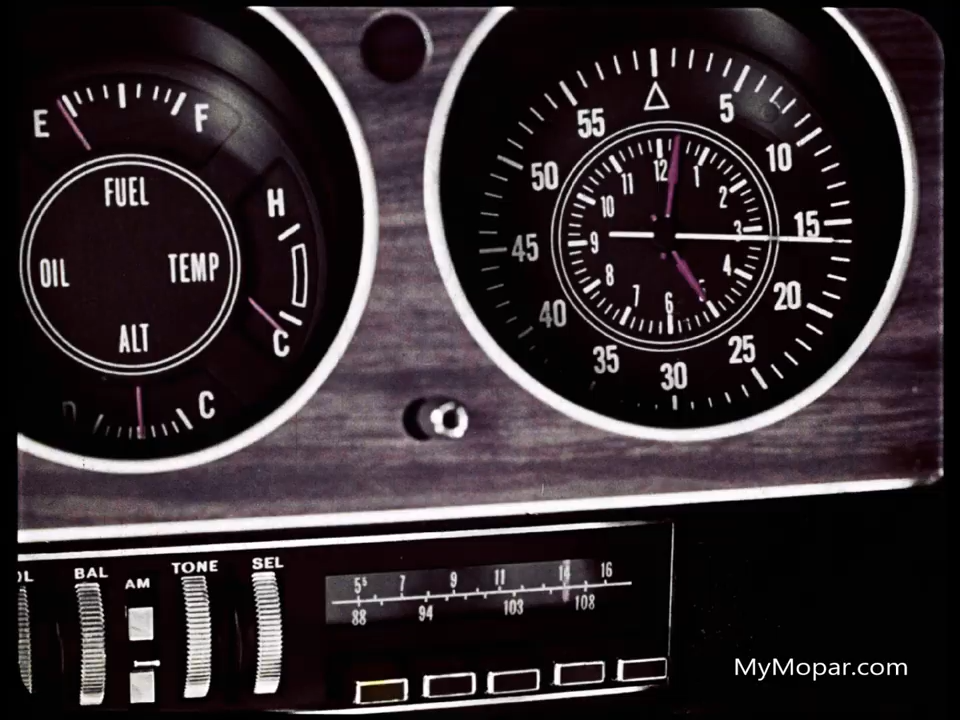 E F
FUEL
H
OIL TEMP
ALT
C
D C
55 5
50 10
45 15
40 20
35 25
30
12 1
11 2
10 3
9 4
8 5
7 6
OL BAL AM TONE SEL
5⁵ 7 9 11 14 16
88 94 103 108
MyMopar.com